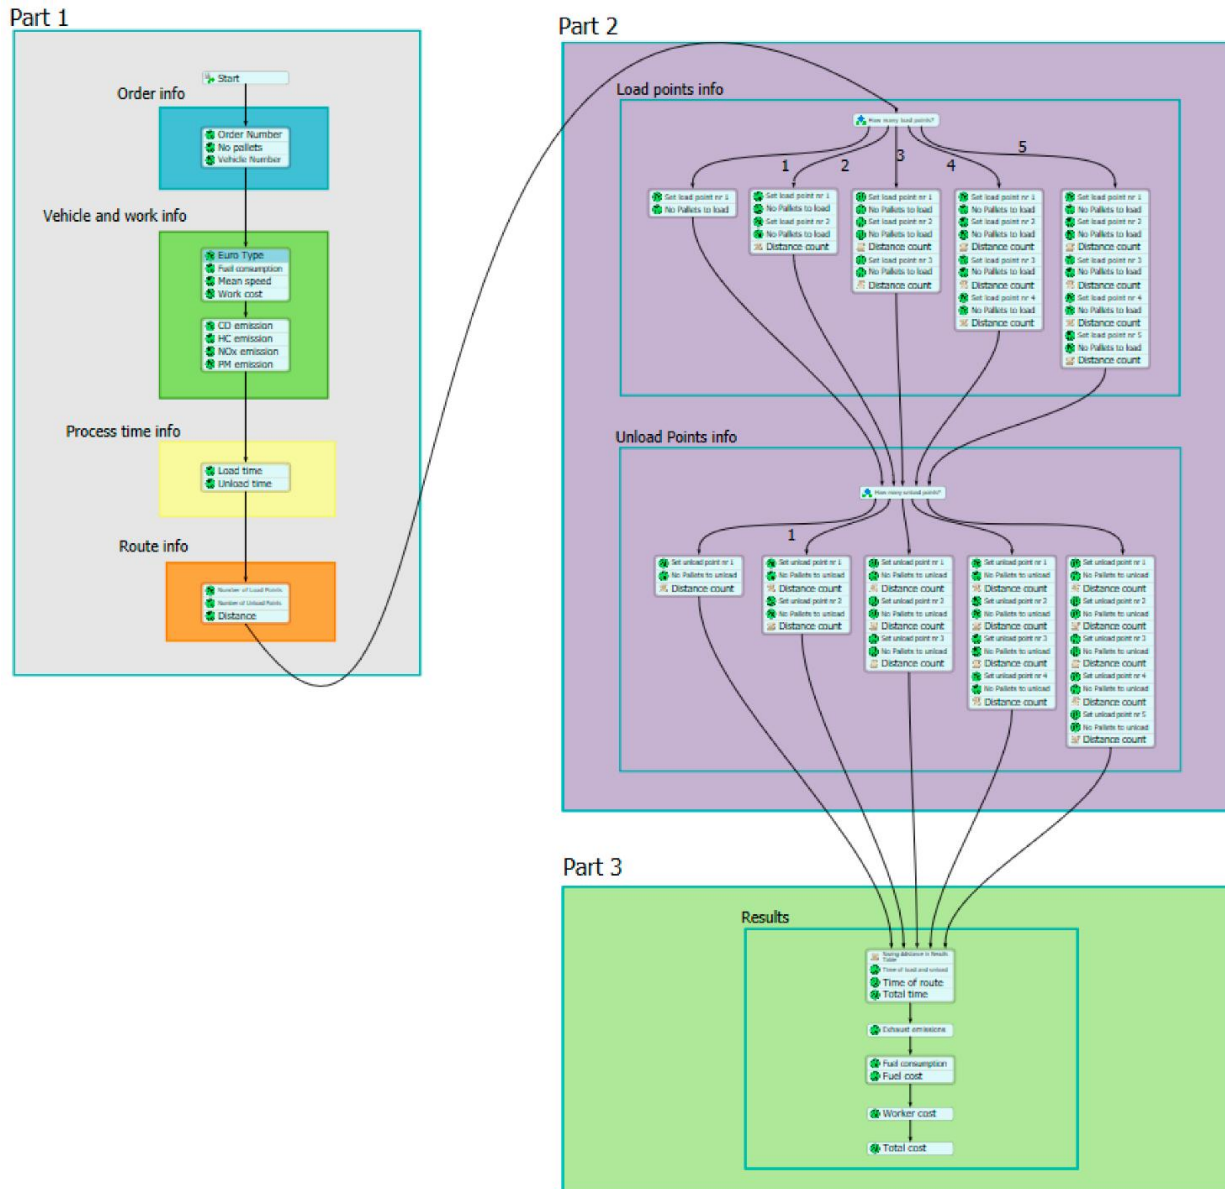 Part 1
Start
Order info
Order Number
No pallets
Vehicle Number
Vehicle and work info
Euro Type
Fuel consumption
Mean speed
Work cost
CO emission
HC emission
NOx emission
PM emission
Process time info
Load time
Unload time
Route info
Number of Load Points
Number of Unload Points
Distance
Part 2
Load points info
How many load points?
1
2
3
4
5
Set load point nr 1
No Pallets to load
Set load point nr 1
No Pallets to load
Set load point nr 2
No Pallets to load
Distance count
Set load point nr 1
No Pallets to load
Set load point nr 2
No Pallets to load
Distance count
Set load point nr 3
No Pallets to load
Distance count
Set load point nr 1
No Pallets to load
Set load point nr 2
No Pallets to load
Distance count
Set load point nr 3
No Pallets to load
Distance count
Set load point nr 4
No Pallets to load
Distance count
Set load point nr 1
No Pallets to load
Set load point nr 2
No Pallets to load
Distance count
Set load point nr 3
No Pallets to load
Distance count
Set load point nr 4
No Pallets to load
Distance count
Set load point nr 5
No Pallets to load
Distance count
Unload Points info
How many unload points?
1
Set unload point nr 1
No Pallets to unload
Distance count
Set unload point nr 1
No Pallets to unload
Distance count
Set unload point nr 2
No Pallets to unload
Distance count
Set unload point nr 1
No Pallets to unload
Distance count
Set unload point nr 2
No Pallets to unload
Distance count
Set unload point nr 3
No Pallets to unload
Distance count
Set unload point nr 1
No Pallets to unload
Distance count
Set unload point nr 2
No Pallets to unload
Distance count
Set unload point nr 3
No Pallets to unload
Distance count
Set unload point nr 4
No Pallets to unload
Distance count
Set unload point nr 1
No Pallets to unload
Distance count
Set unload point nr 2
No Pallets to unload
Distance count
Set unload point nr 3
No Pallets to unload
Distance count
Set unload point nr 4
No Pallets to unload
Distance count
Set unload point nr 5
No Pallets to unload
Distance count
Part 3
Results
in Results
Table
Time of load and unload
Time of route
Total time
Exhaust emissions
Fuel consumption
Fuel cost
Worker cost
Total cost